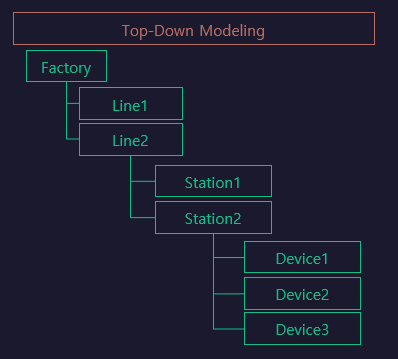 Top-Down Modeling
Factory
Line1
Line2
Station1
Station2
Device1
Device2
Device3